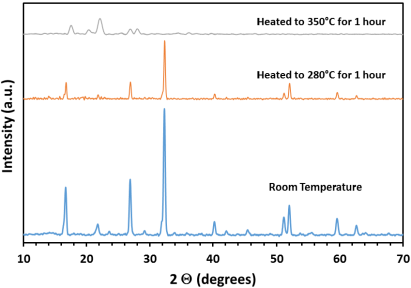 Heated to 350°C for 1 hour
Heated to 280°C for 1 hour
Room Temperature
Intensity (a.u.)
10 20 30 40 50 60 70
2 Θ (degrees)